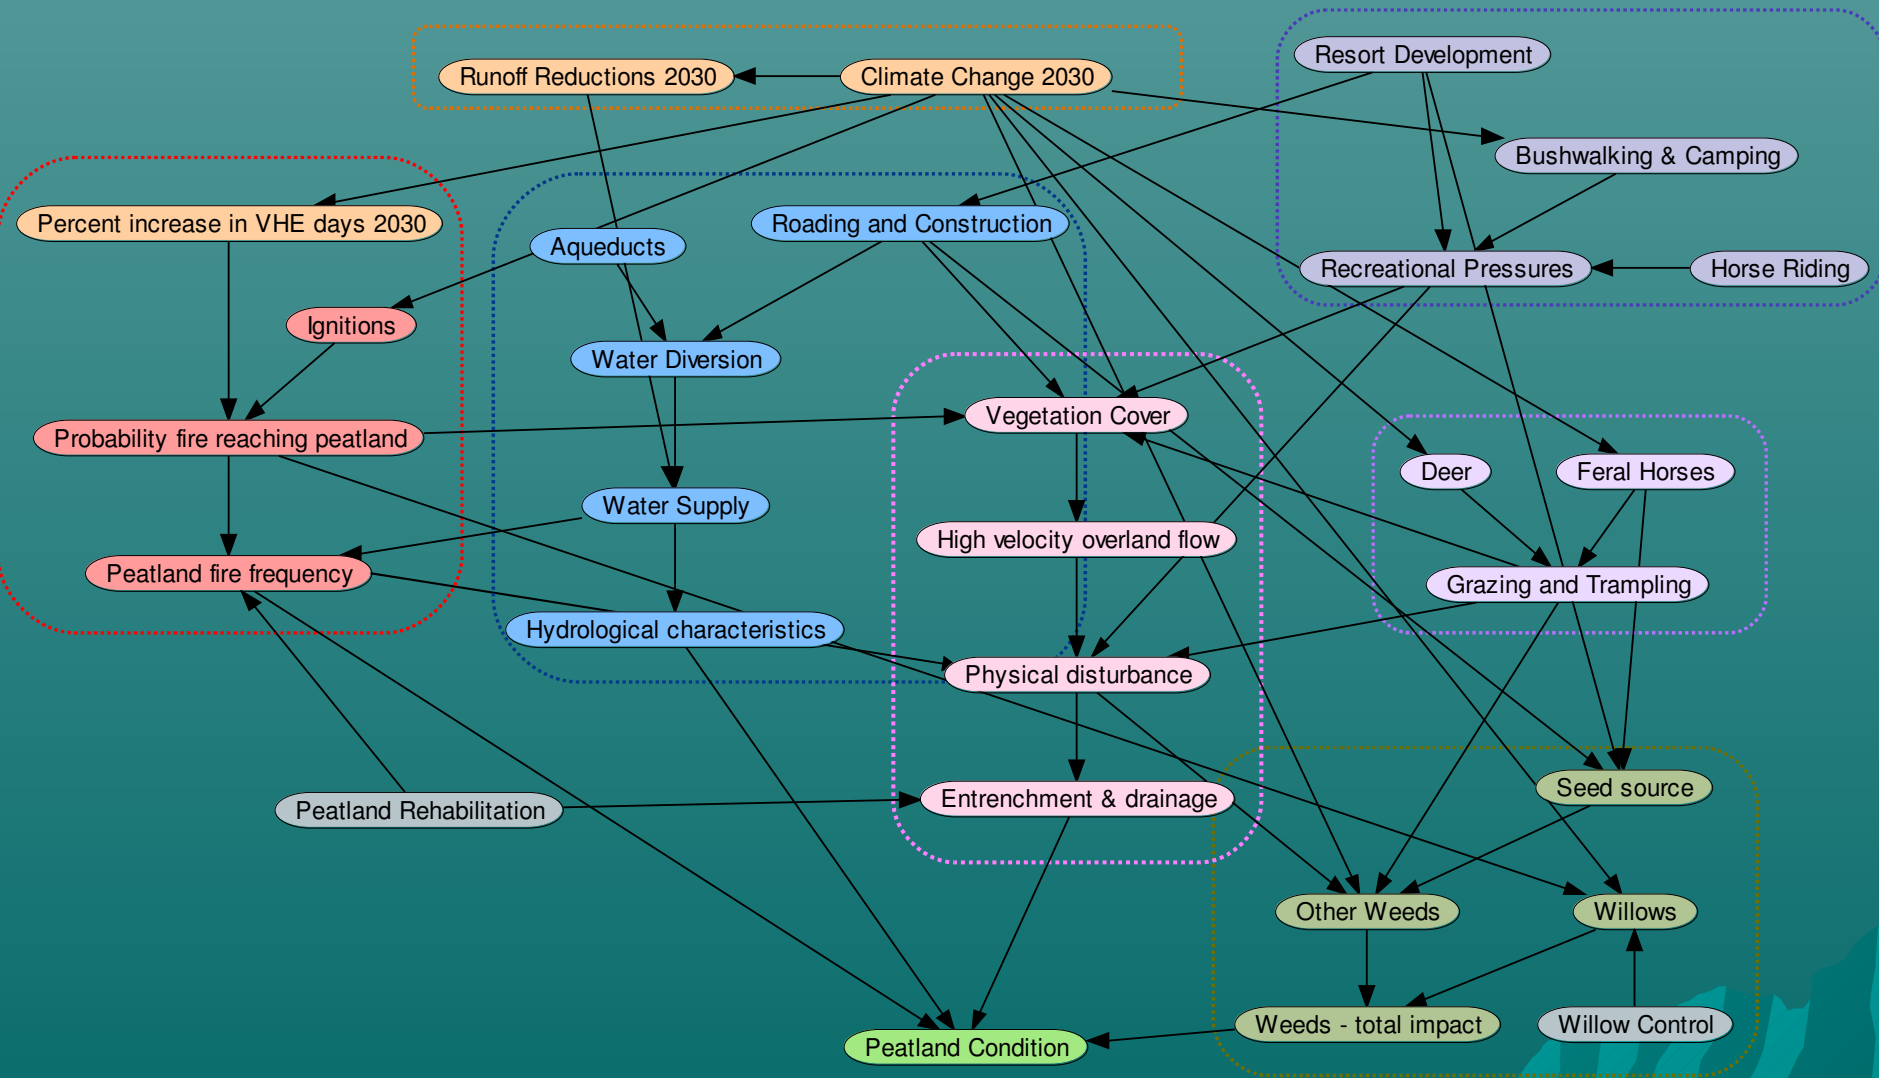 Resort Development
Runoff Reductions 2030
Climate Change 2030
Bushwalking & Camping
Percent increase in VHE days 2030
Roading and Construction
Aqueducts
Recreational Pressures
Horse Riding
Ignitions
Water Diversion
Vegetation Cover
Probability fire reaching peatland
Deer
Feral Horses
Water Supply
High velocity overland flow
Peatland fire frequency
Grazing and Trampling
Hydrological characteristics
Physical disturbance
Seed source
Entrenchment & drainage
Peatland Rehabilitation
Other Weeds
Willows
Weeds - total impact
Willow Control
Peatland Condition